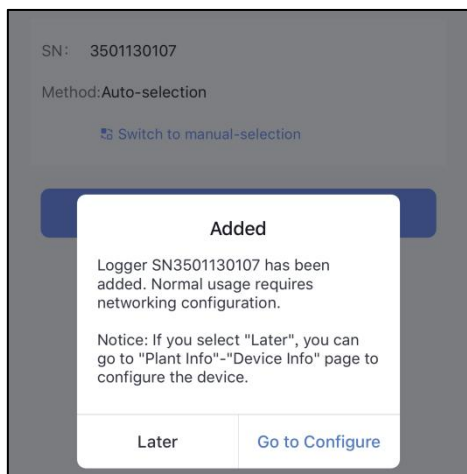 SN: 3501130107
Method:Auto-selection
Switch to manual-selection
Added
Logger SN3501130107 has been
added. Normal usage requires
networking configuration.
Notice: If you select "Later", you can
go to "Plant Info"-"Device Info" page to
configure the device.
Later
Go to Configure